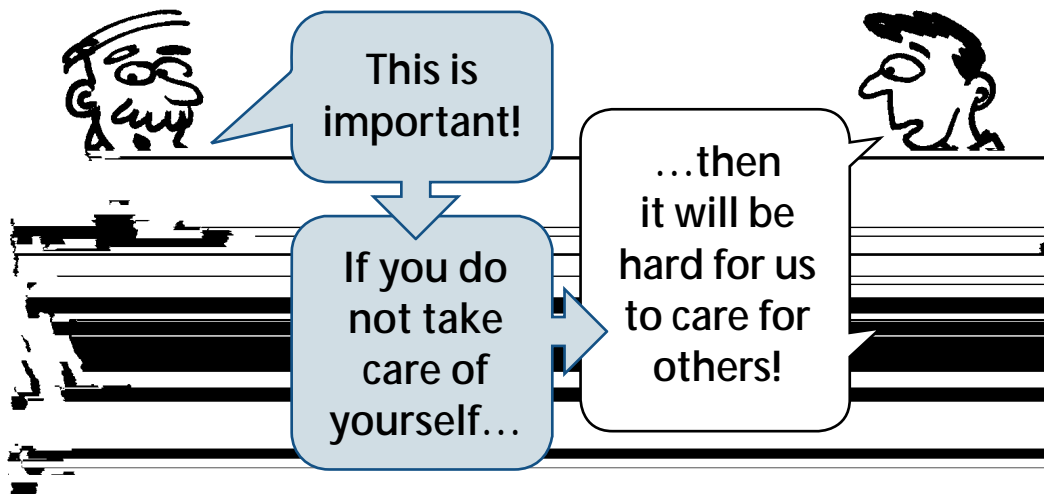 This is
important!
If you do
not take
care of
yourself…
…then
it will be
hard for us
to care for
others!